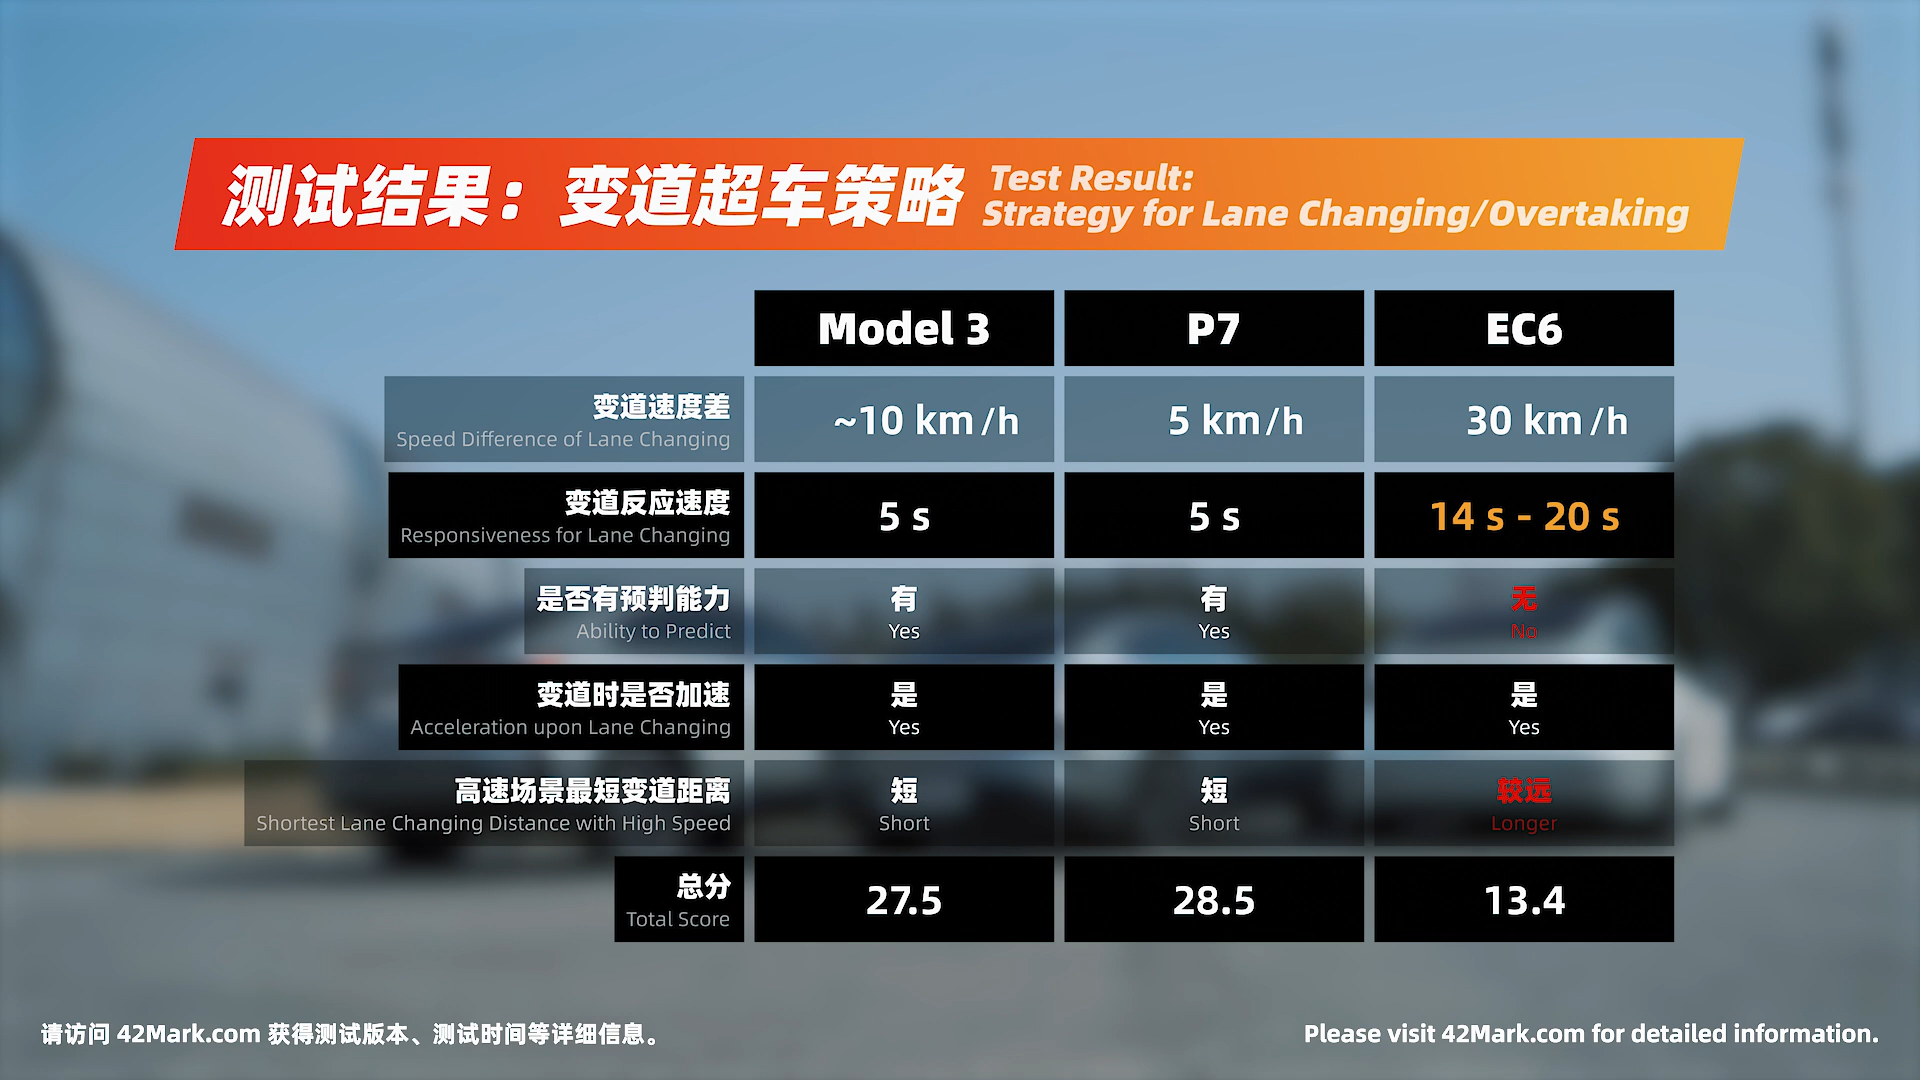 测试结果：变道超车策略
Test Result:
Strategy for Lane Changing/Overtaking
Model 3 P7 EC6
变道速度差
Speed Difference of Lane Changing
~10 km/h 5 km/h 30 km/h
变道反应速度
Responsiveness for Lane Changing
5 s 5 s 14 s - 20 s
是否有预判能力
Ability to Predict
有 有 无
Yes Yes No
变道时是否加速
Acceleration upon Lane Changing
是 是 是
Yes Yes Yes
高速场景最短变道距离
Shortest Lane Changing Distance with High Speed
短 短 较远
Short Short Longer
总分
Total Score
27.5 28.5 13.4
请访问 42Mark.com 获得测试版本、测试时间等详细信息。
Please visit 42Mark.com for detailed information.